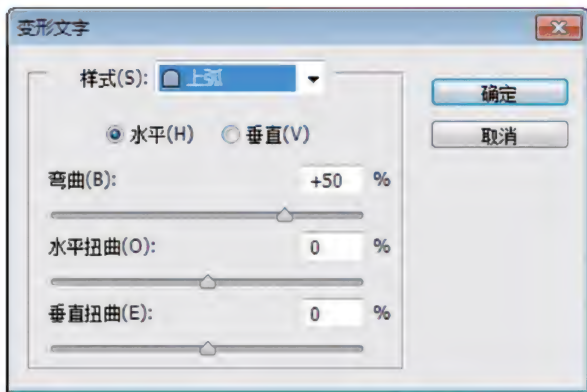 变形文字
样式(S): 上弧
确定
水平(H) 垂直(V)
取消
弯曲(B): +50 %
水平扭曲(O): 0 %
垂直扭曲(E): 0 %